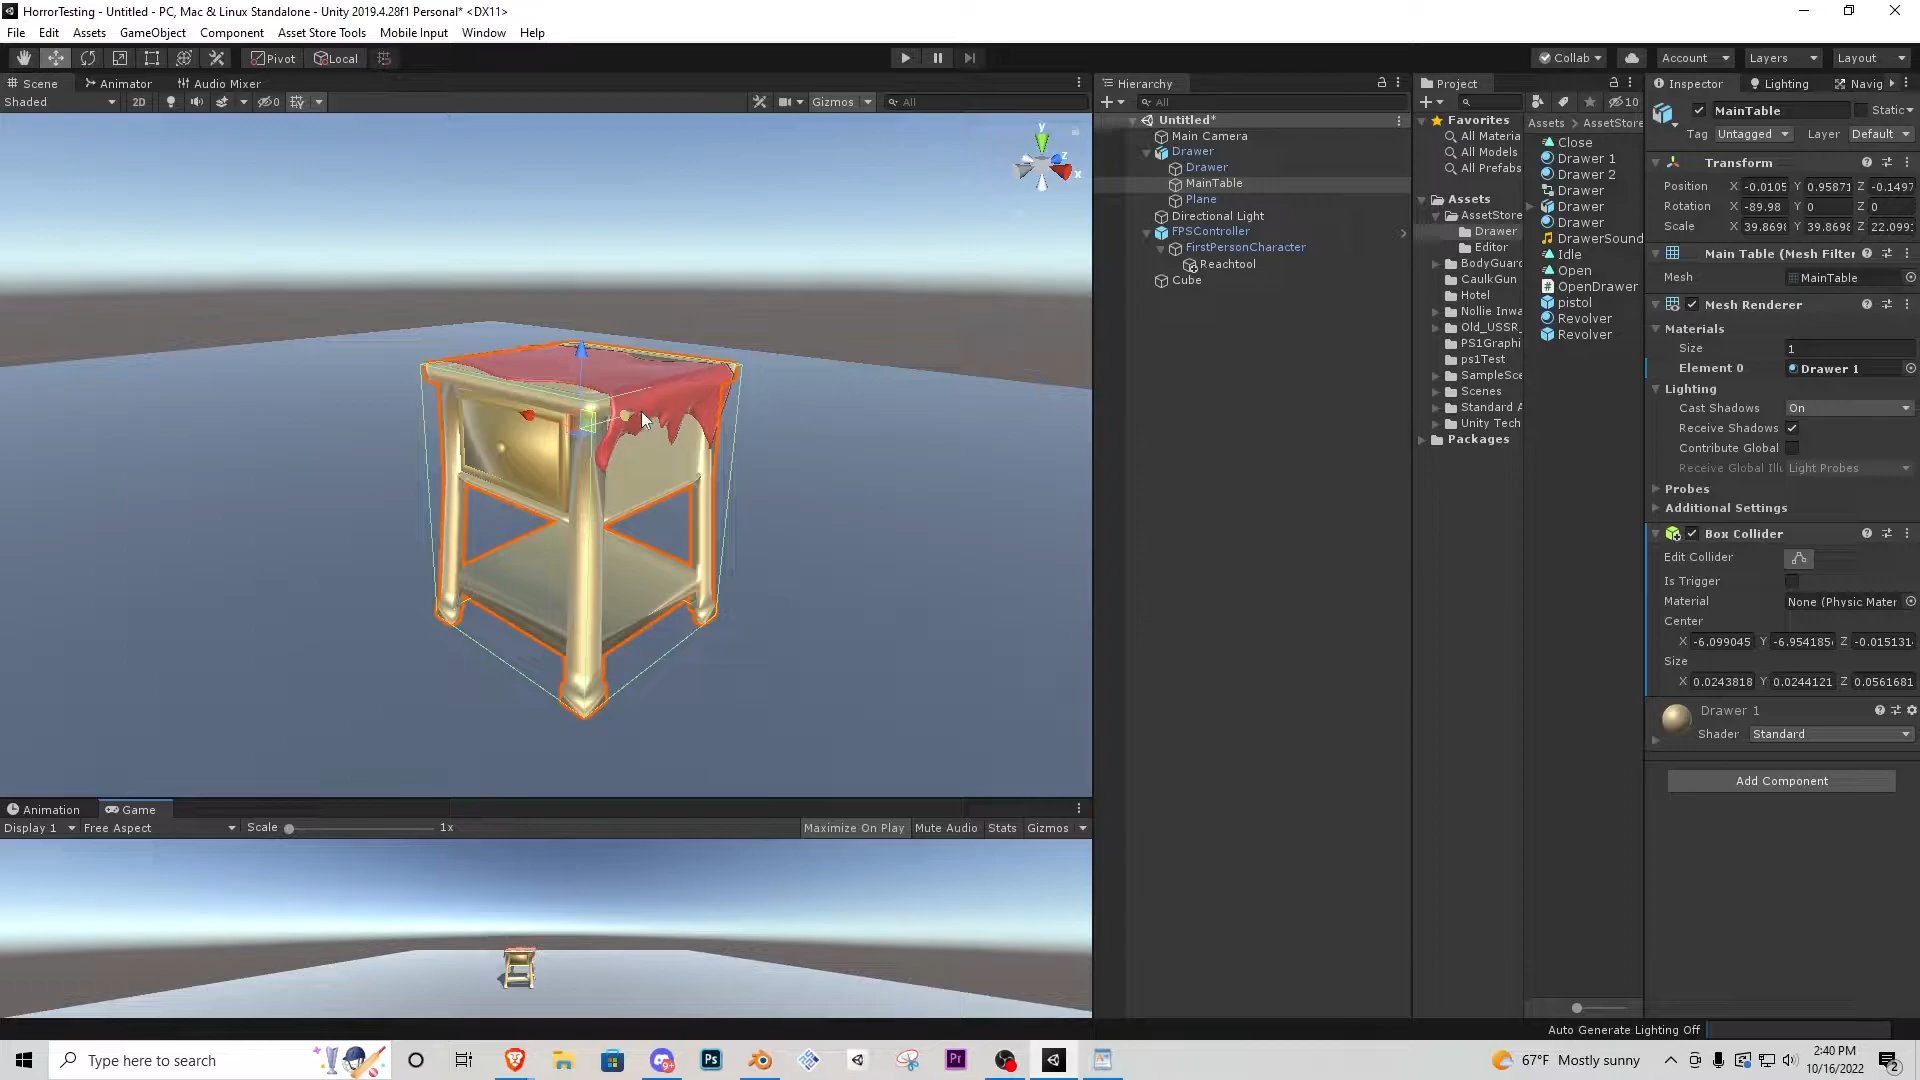 HorrorTesting - Untitled - PC, Mac & Linux Standalone - Unity 2019.4.28f1 Personal* <DX11>
File Edit Assets GameObject Component Asset Store Tools Mobile Input Window Help
Pivot Local Collab Account Layers Layout
Scene Animator Audio Mixer
Shaded 2D Gizmos All
Hierarchy
All
Untitled*
Main Camera
Drawer
Drawer
MainTable
Plane
Directional Light
FPSController
FirstPersonCharacter
Reachtool
Cube
Project
10
Favorites
All Materia
All Models
All Prefabs
Assets
AssetStore
Drawer
Editor
BodyGuard
CaulkGun
Hotel
Nollie Inwa
Old_USSR_
PS1Graphi
ps1Test
SampleSce
Scenes
Standard A
Unity Tech
Packages
Assets > AssetStore
Close
Drawer 1
Drawer 2
Drawer
Drawer
Drawer
DrawerSound
Idle
Open
OpenDrawer
pistol
Revolver
Revolver
Inspector Lighting Navig
MainTable Static
Tag Untagged Layer Default
Transform
Position X -0.0105 Y 0.95871 Z -0.1497
Rotation X -89.98 Y 0 Z 0
Scale X 39.8698 Y 39.8698 Z 22.0991
Main Table (Mesh Filter
Mesh MainTable
Mesh Renderer
Materials
Size 1
Element 0 Drawer 1
Lighting
Cast Shadows On
Receive Shadows
Contribute Global
Receive Global Illu Light Probes
Probes
Additional Settings
Box Collider
Edit Collider
Is Trigger
Material None (Physic Mater
Center
X -6.099045 Y -6.954185 Z -0.015131
Size
X 0.0243818 Y 0.0244121 Z 0.0561681
Drawer 1
Shader Standard
Add Component
Animation Game
Display 1 Free Aspect Scale 1x Maximize On Play Mute Audio Stats Gizmos
Auto Generate Lighting Off
Type here to search
67°F Mostly sunny
2:40 PM
10/16/2022
2